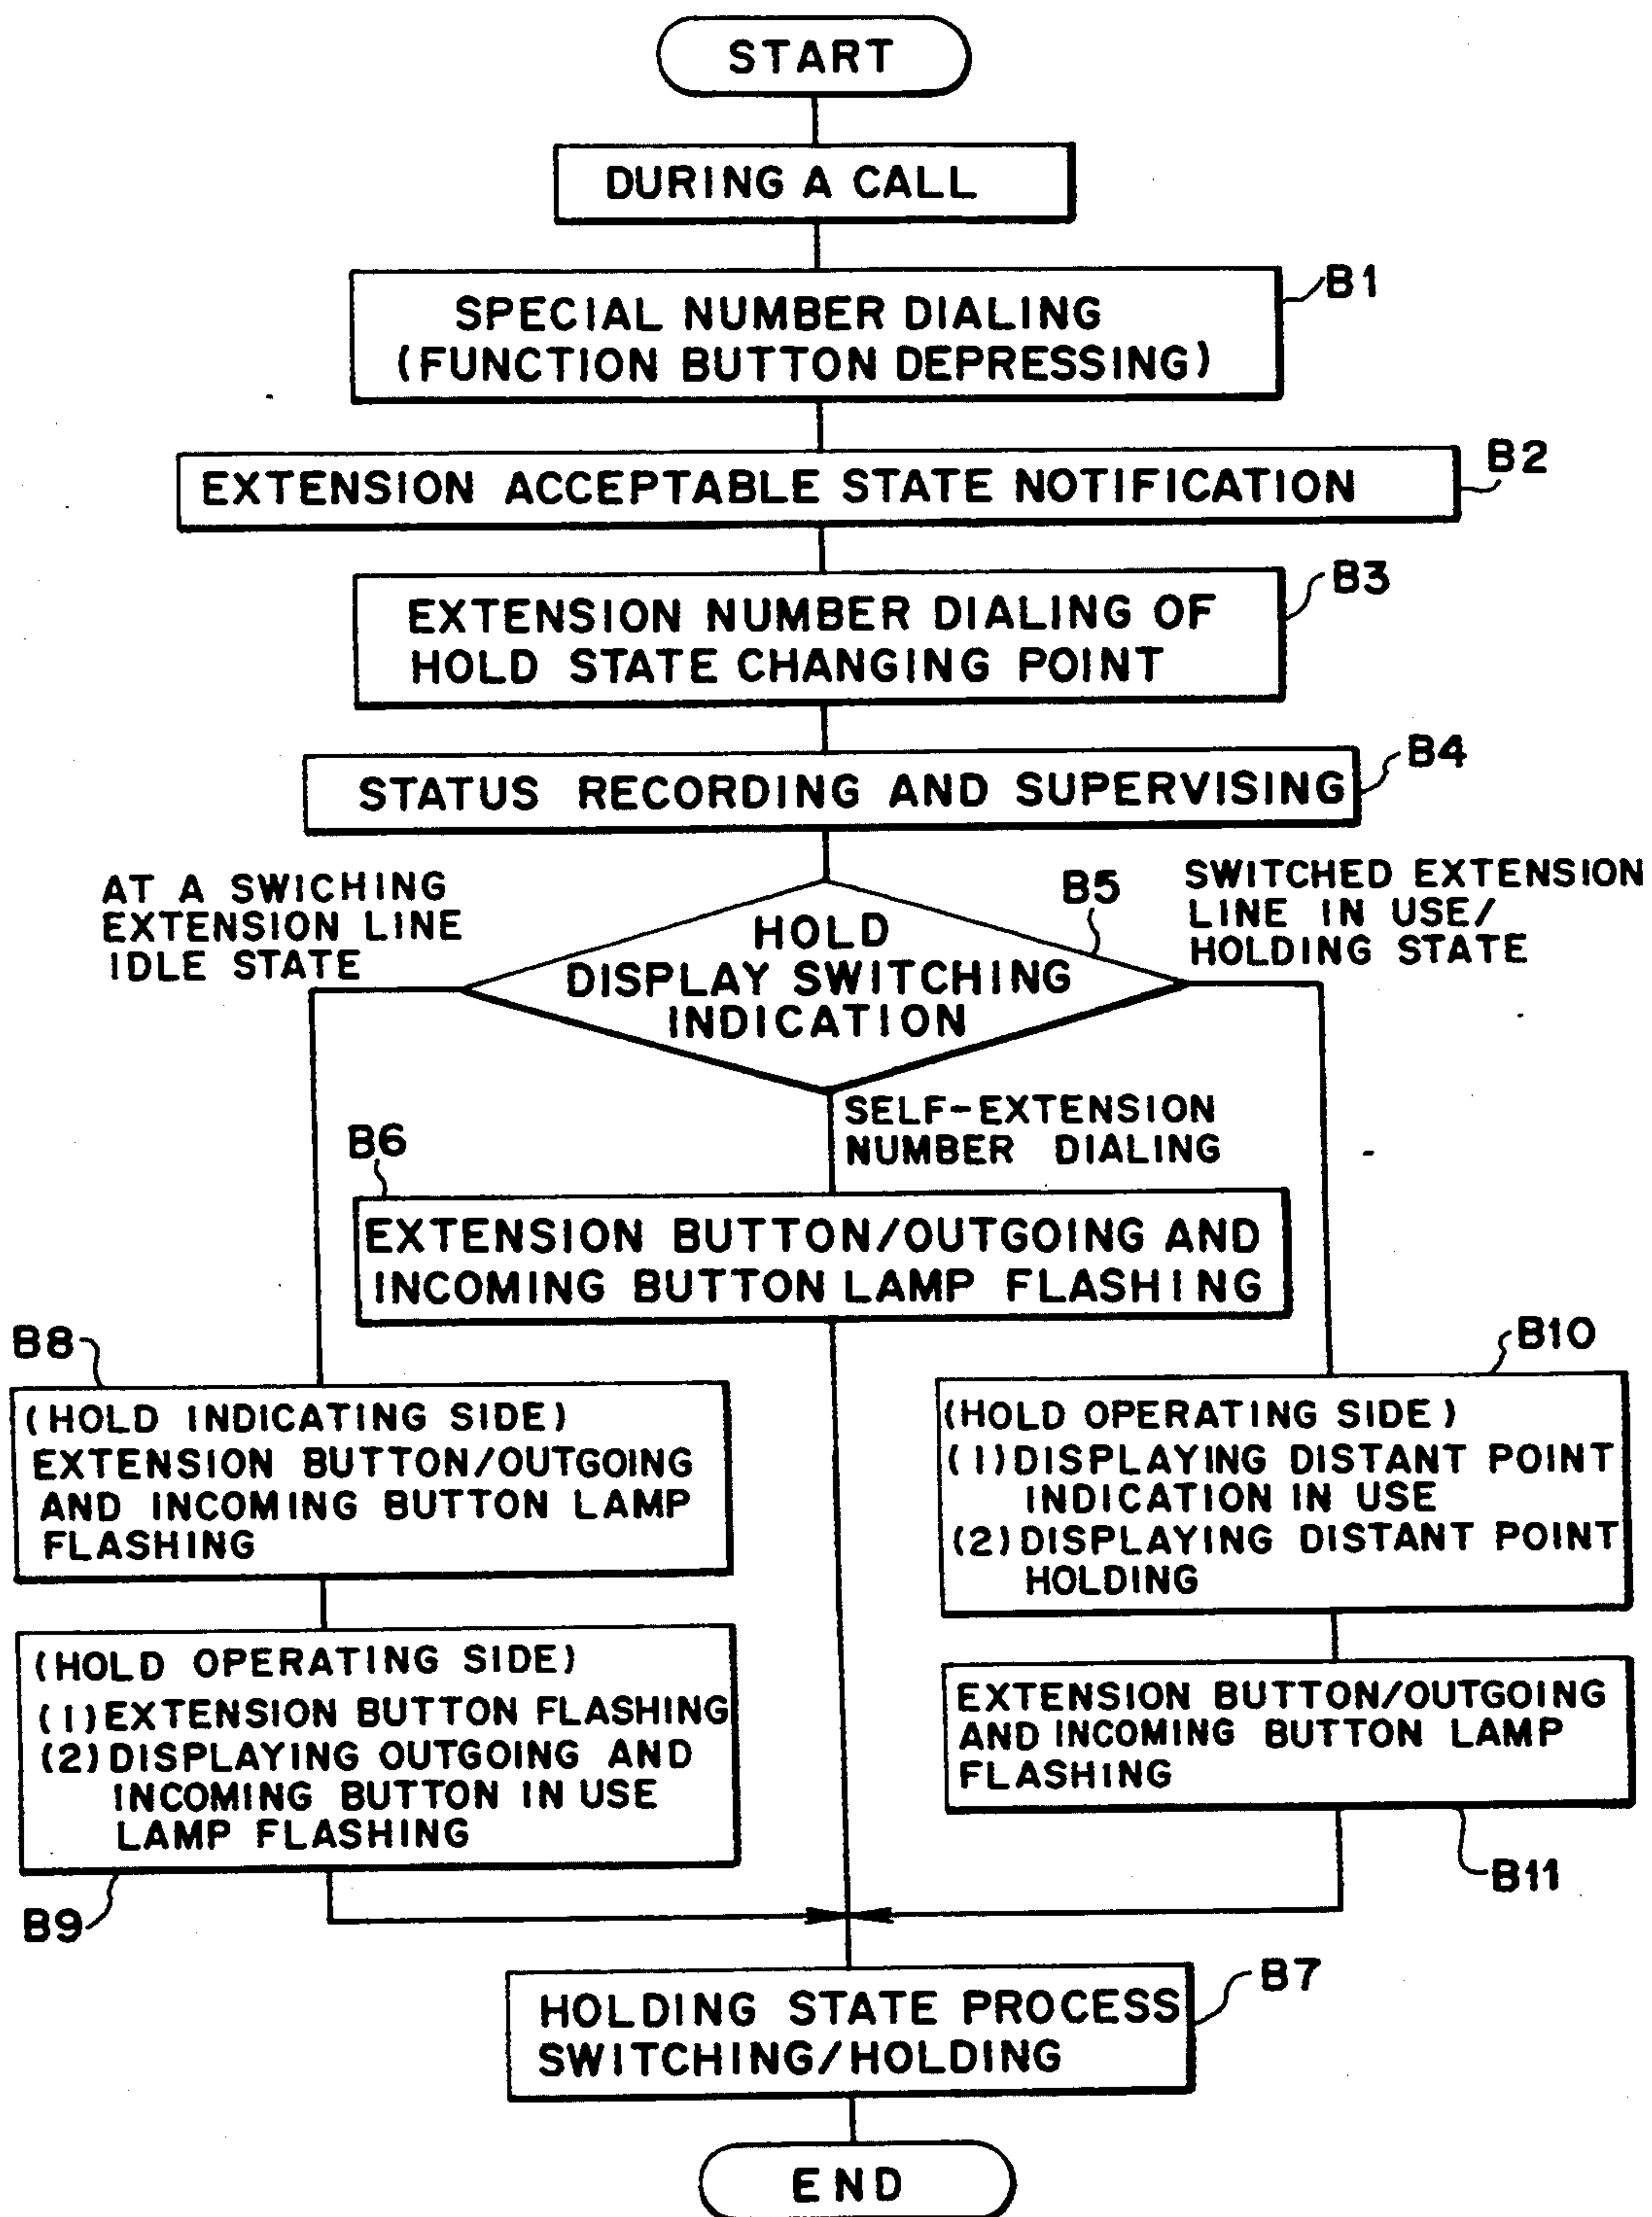 START
DURING A CALL
B1
SPECIAL NUMBER DIALING
(FUNCTION BUTTON DEPRESSING)
B2
EXTENSION ACCEPTABLE STATE NOTIFICATION
B3
EXTENSION NUMBER DIALING OF
HOLD STATE CHANGING POINT
B4
STATUS RECORDING AND SUPERVISING
AT A SWICHING
EXTENSION LINE
IDLE STATE
B5
HOLD
DISPLAY SWITCHING
INDICATION
SWITCHED EXTENSION
LINE IN USE/
HOLDING STATE
SELF-EXTENSION
NUMBER DIALING
B6
EXTENSION BUTTON/OUTGOING AND
INCOMING BUTTON LAMP FLASHING
B8
(HOLD INDICATING SIDE)
EXTENSION BUTTON/OUTGOING
AND INCOMING BUTTON LAMP
FLASHING
B10
(HOLD OPERATING SIDE)
(1)DISPLAYING DISTANT POINT
INDICATION IN USE
(2)DISPLAYING DISTANT POINT
HOLDING
(HOLD OPERATING SIDE)
(1)EXTENSION BUTTON FLASHING
(2)DISPLAYING OUTGOING AND
INCOMING BUTTON IN USE
LAMP FLASHING
B9
EXTENSION BUTTON/OUTGOING
AND INCOMING BUTTON LAMP
FLASHING
B11
B7
HOLDING STATE PROCESS
SWITCHING/HOLDING
END